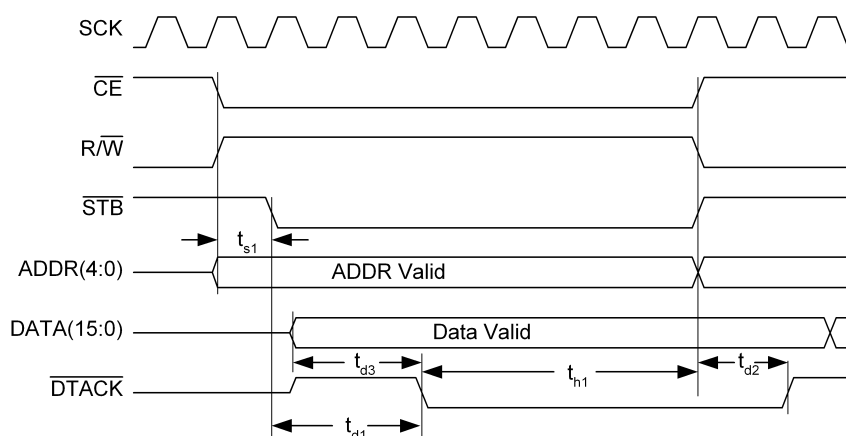 SCK
CE
R/W
STB
t_s1
ADDR(4:0)
ADDR Valid
DATA(15:0)
Data Valid
t_d3
t_h1
t_d2
DTACK
t_d1